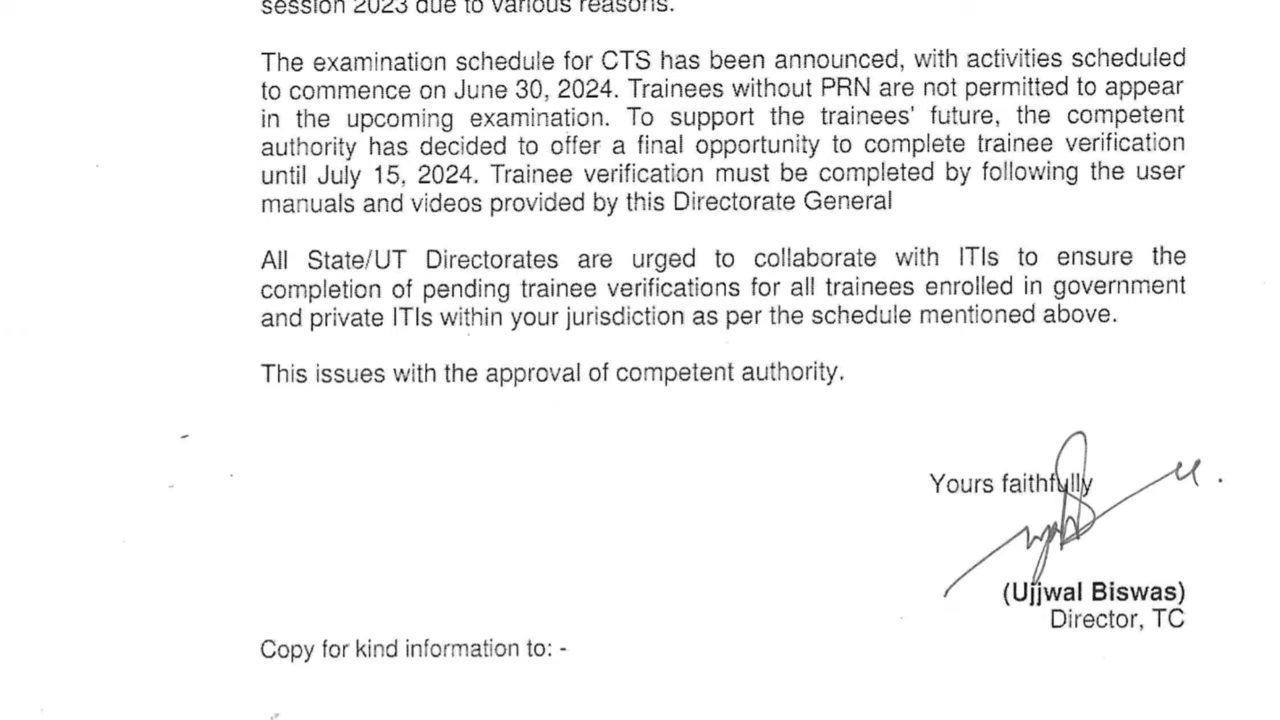 session 2023 due to various reasons.
The examination schedule for CTS has been announced, with activities scheduled
to commence on June 30, 2024. Trainees without PRN are not permitted to appear
in the upcoming examination. To support the trainees' future, the competent
authority has decided to offer a final opportunity to complete trainee verification
until July 15, 2024. Trainee verification must be completed by following the user
manuals and videos provided by this Directorate General
All State/UT Directorates are urged to collaborate with ITIs to ensure the
completion of pending trainee verifications for all trainees enrolled in government
and private ITIs within your jurisdiction as per the schedule mentioned above.
This issues with the approval of competent authority.
Yours faithfully
(Ujjwal Biswas)
Director, TC
Copy for kind information to: -